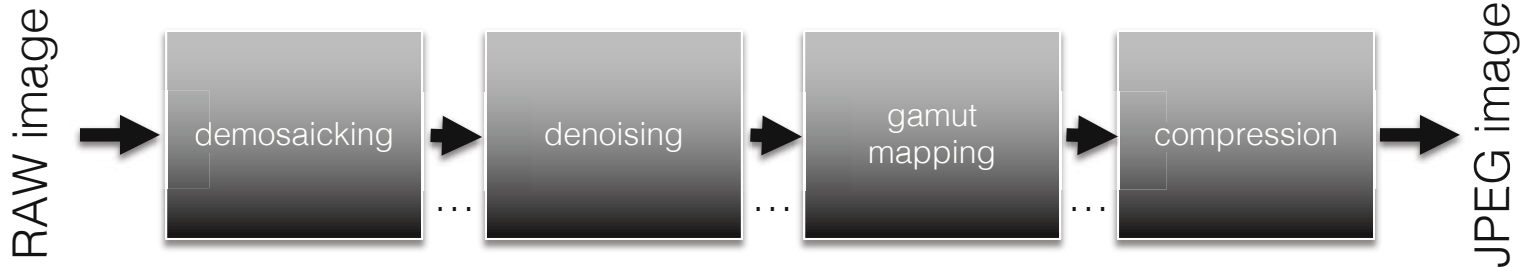 RAW image
demosaicking
...
denoising
...
gamut
mapping
...
compression
JPEG image